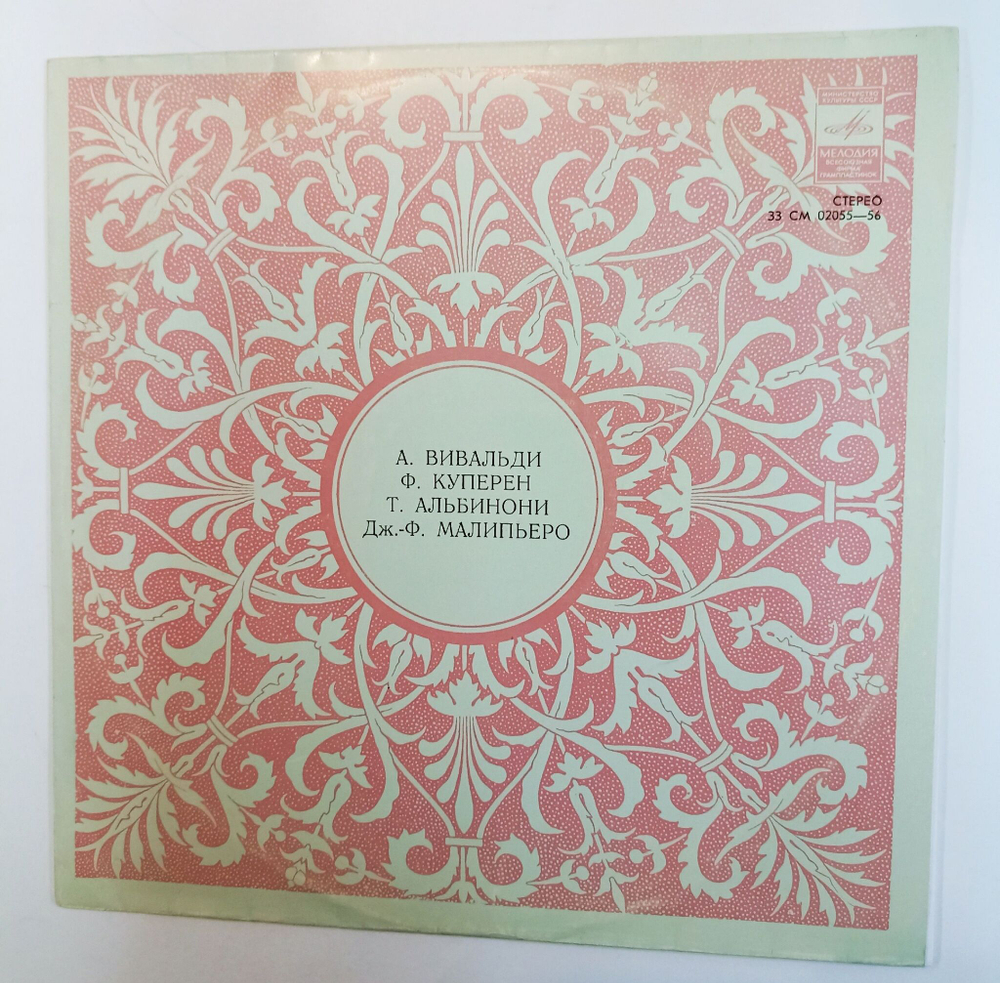 МИНИСТЕРСТВО
КУЛЬТУРЫ СССР
МЕЛОДИЯ
ВСЕСОЮЗНАЯ
ФИРМА
ГРАМПЛАСТИНОК
СТЕРЕО
33 СМ 02055—56
А. ВИВАЛЬДИ
Ф. КУПЕРЕН
Т. АЛЬБИНОНИ
Дж.-Ф. МАЛИПЬЕРО